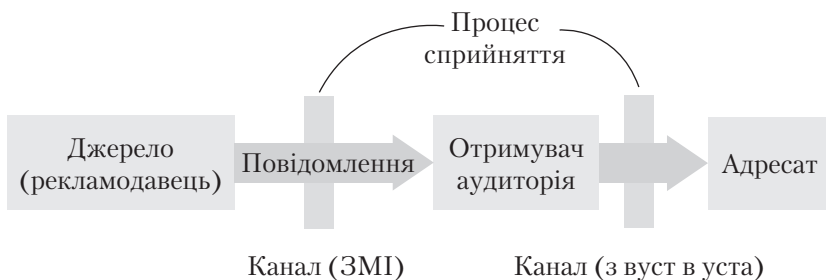 Процес
сприйняття
Джерело
(рекламодавець)
Повідомлення
Отримувач
аудиторія
Адресат
Канал (ЗМІ)
Канал (з вуст в уста)